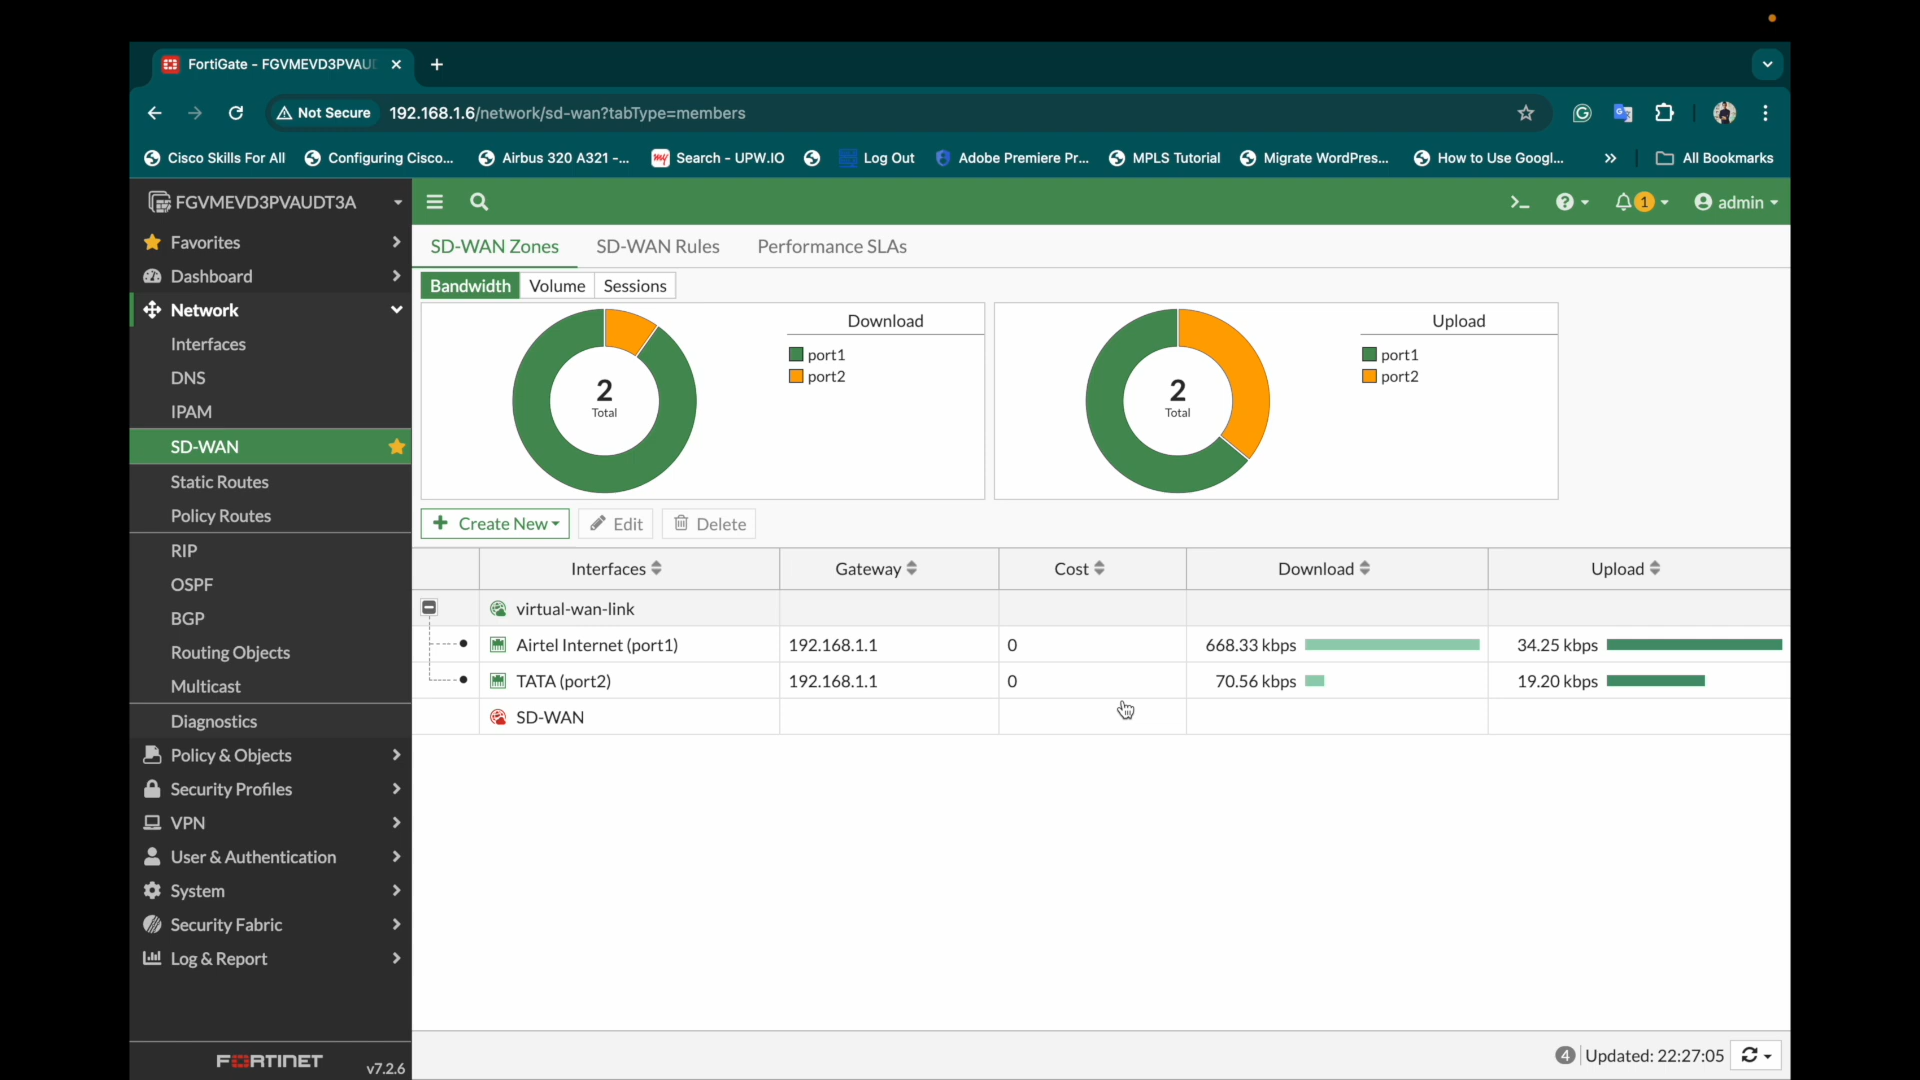 FortiGate - FGVMEVD3PVAU
Not Secure 192.168.1.6/network/sd-wan?tabType=members
Cisco Skills For All Configuring Cisco... Airbus 320 A321 -... my Search - UPW.IO Log Out Adobe Premiere Pr... MPLS Tutorial Migrate WordPres... How to Use Googl... » All Bookmarks
FGVMEVD3PVAUDT3A
>_ ? 1 admin
Favorites
Dashboard
Network
Interfaces
DNS
IPAM
SD-WAN
Static Routes
Policy Routes
RIP
OSPF
BGP
Routing Objects
Multicast
Diagnostics
Policy & Objects
Security Profiles
VPN
User & Authentication
System
Security Fabric
Log & Report
FORTINET v7.2.6
SD-WAN Zones SD-WAN Rules Performance SLAs
Bandwidth Volume Sessions
2
Total
Download
port1
port2
2
Total
Upload
port1
port2
+ Create New Edit Delete
Interfaces Gateway Cost Download Upload
virtual-wan-link
Airtel Internet (port1) 192.168.1.1 0 668.33 kbps 34.25 kbps
TATA (port2) 192.168.1.1 0 70.56 kbps 19.20 kbps
SD-WAN
4 Updated: 22:27:05